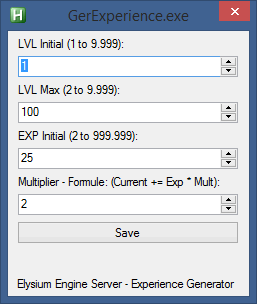 GerExperience.exe
LVL Initial (1 to 9.999):
1
LVL Max (2 to 9.999):
100
EXP Initial (2 to 999.999):
25
Multiplier - Formule: (Current += Exp * Mult):
2
Save
Elysium Engine Server - Experience Generator